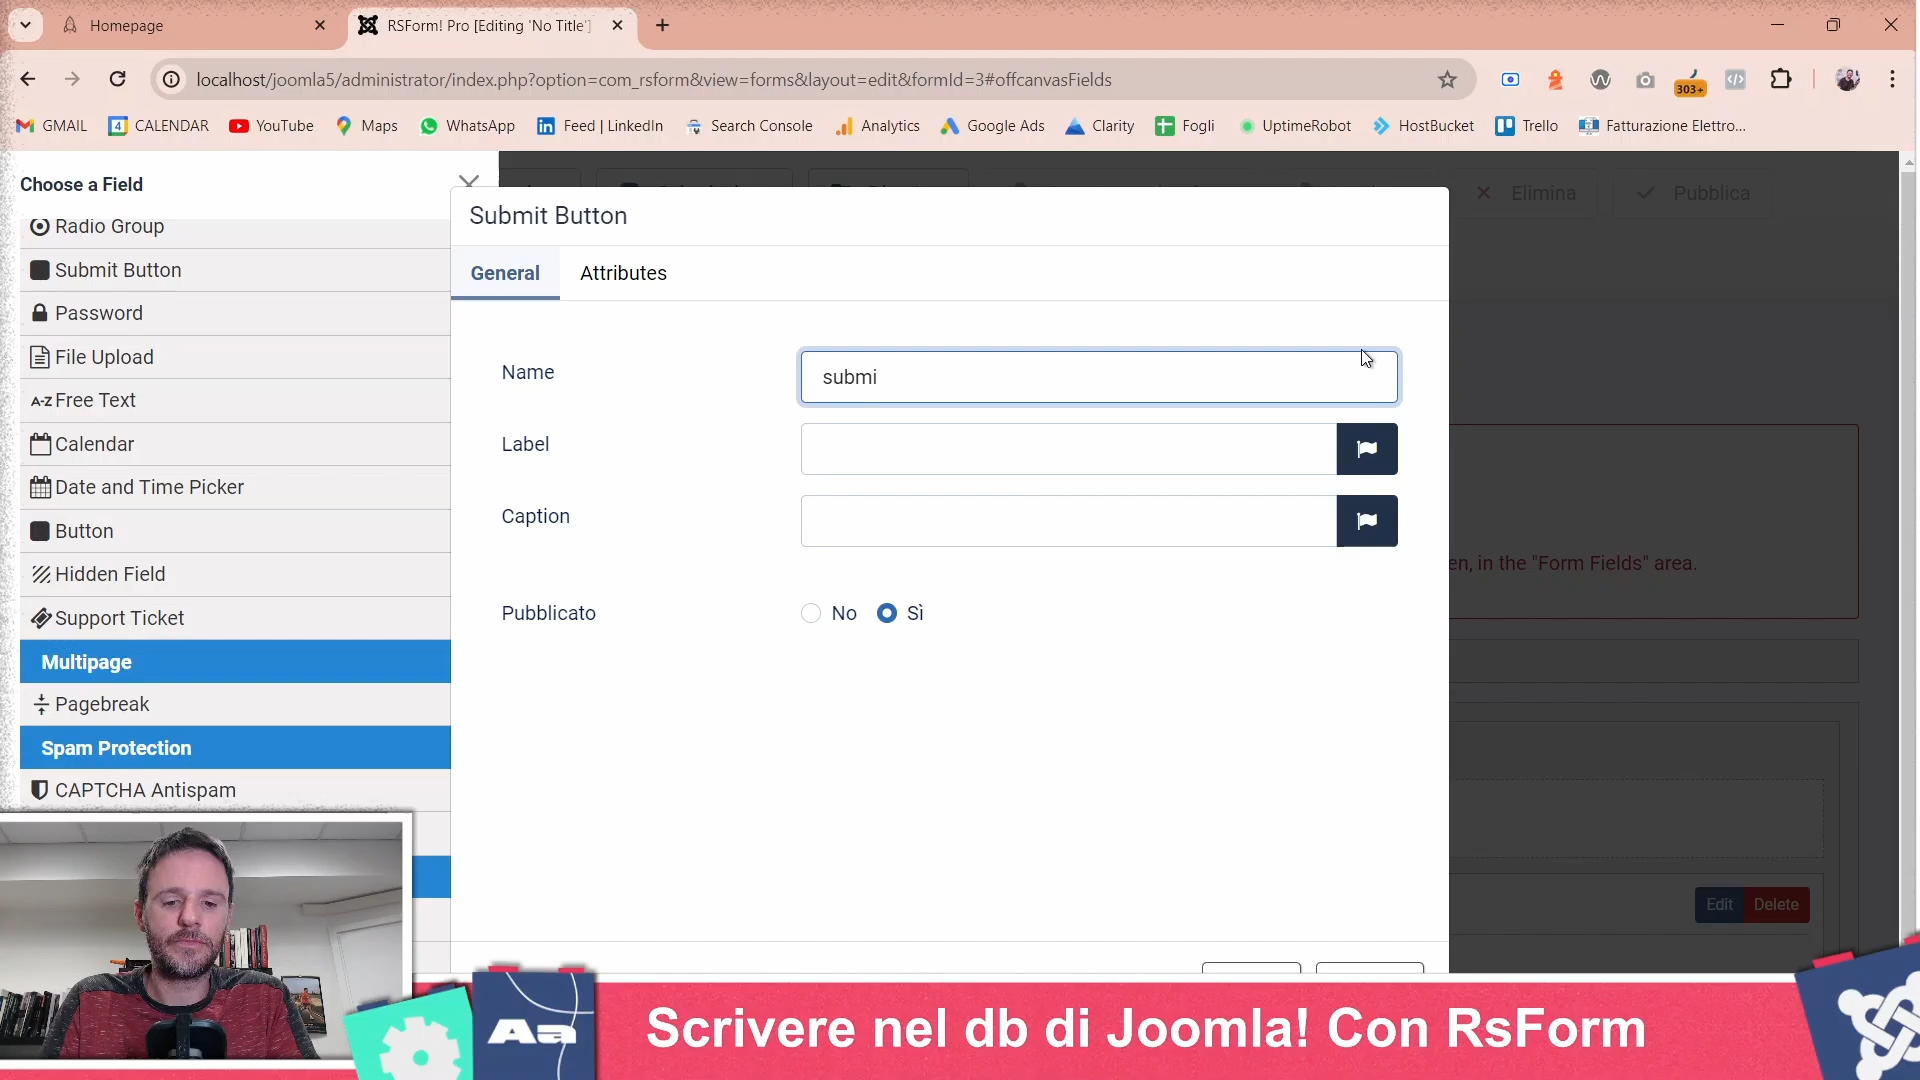 Homepage
RSForm! Pro [Editing 'No Title']
localhost/joomla5/administrator/index.php?option=com_rsform&view=forms&layout=edit&formId=3#offcanvasFields
303+
GMAIL
CALENDAR
YouTube
Maps
WhatsApp
Feed | LinkedIn
Search Console
Analytics
Google Ads
Clarity
Fogli
UptimeRobot
HostBucket
Trello
Fatturazione Elettro...
Choose a Field
Radio Group
Submit Button
Password
File Upload
A-Z Free Text
Calendar
Date and Time Picker
Button
Hidden Field
Support Ticket
Multipage
Pagebreak
Spam Protection
CAPTCHA Antispam
Submit Button
General
Attributes
Name
submi
Label
Caption
Pubblicato
No
Sì
Elimina
Pubblica
en, in the "Form Fields" area.
Edit
Delete
Aa
Scrivere nel db di Joomla! Con RsForm